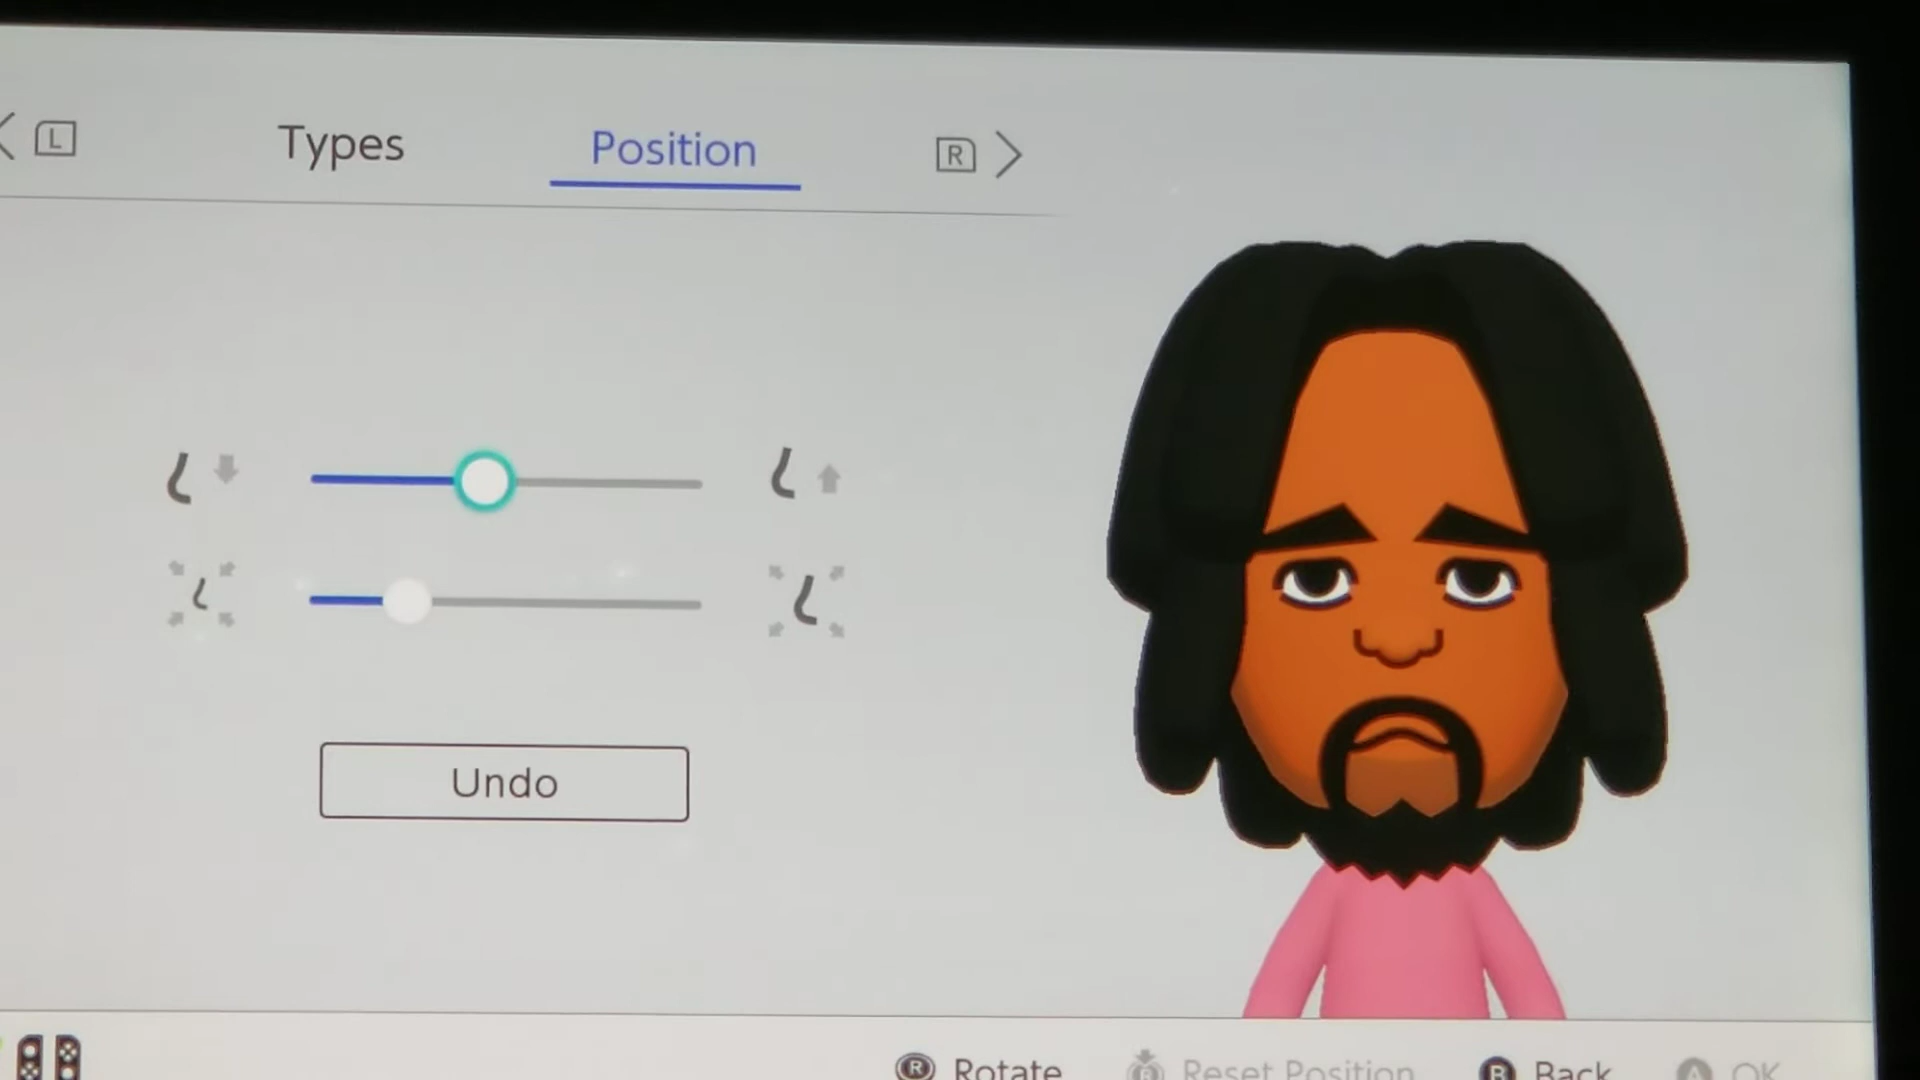 L
Types
Position
R
Undo
R Rotate
R Reset Position
B Back
A OK